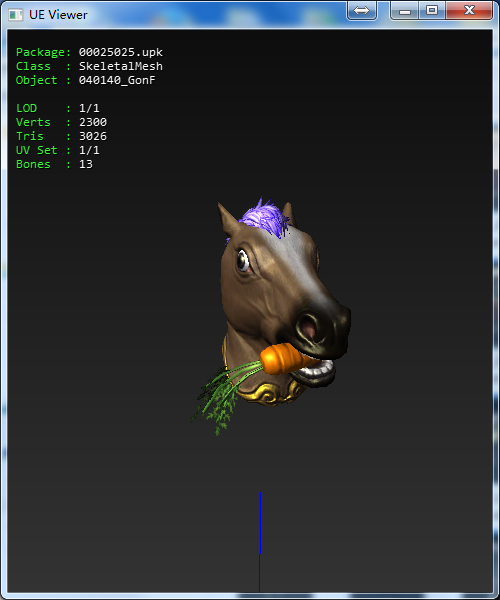 UE Viewer
Package: 00025025.upk
Class : SkeletalMesh
Object : 040140_GonF
LOD : 1/1
Verts : 2300
Tris : 3026
UV Set : 1/1
Bones : 13